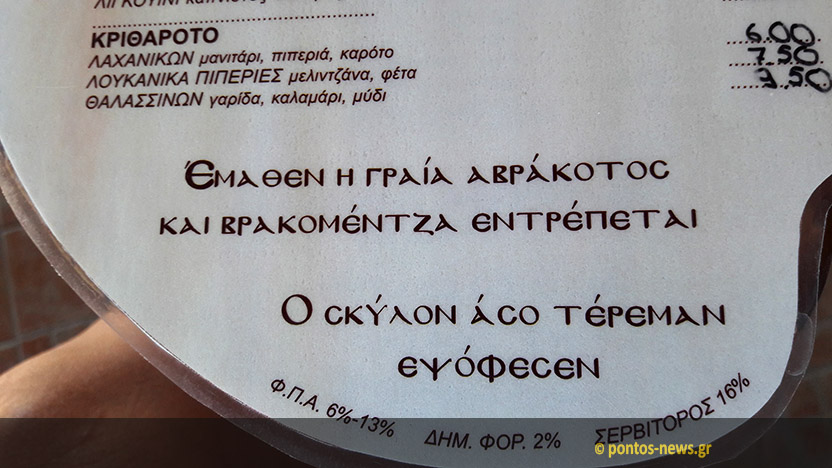 ΚΡΙΘΑΡΟΤΟ 6.00
ΛΑΧΑΝΙΚΩΝ μανιτάρι, πιπεριά, καρότο 7.50
ΛΟΥΚΑΝΙΚΑ ΠΙΠΕΡΙΕΣ μελιντζάνα, φέτα 7.50
ΘΑΛΑΣΣΙΝΩΝ γαρίδα, καλαμάρι, μύδι
Έμαθεν η γραία αβράκοτος
και βρακομέντζα εντρέπεται
Ο σκύλον άσο τέρεμαν
εψόφεσεν
Φ.Π.Α. 6%-13% ΔΗΜ. ΦΟΡ. 2% ΣΕΡΒΙΤΟΡΟΣ 16%
© pontos-news.gr